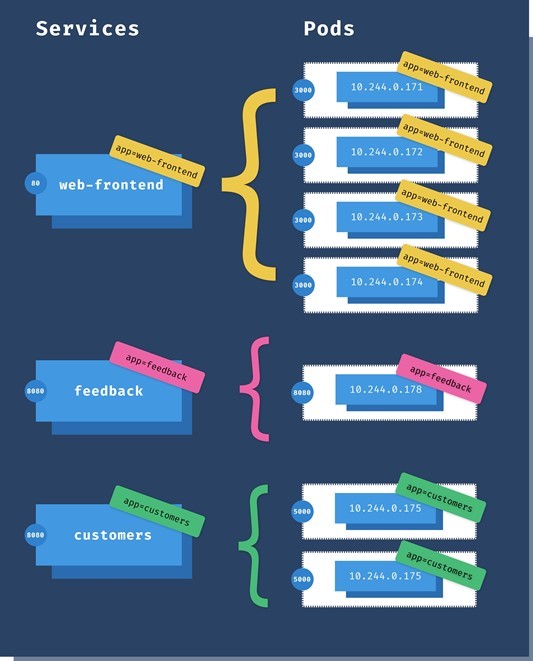 Services
Pods
80
web-frontend
app=web-frontend
3000
10.244.0.171
app=web-frontend
3000
10.244.0.172
app=web-frontend
3000
10.244.0.173
app=web-frontend
3000
10.244.0.174
app=web-frontend
8080
feedback
app=feedback
8080
10.244.0.178
app=feedback
8080
customers
app=customers
5000
10.244.0.175
app=customers
5000
10.244.0.175
app=customers